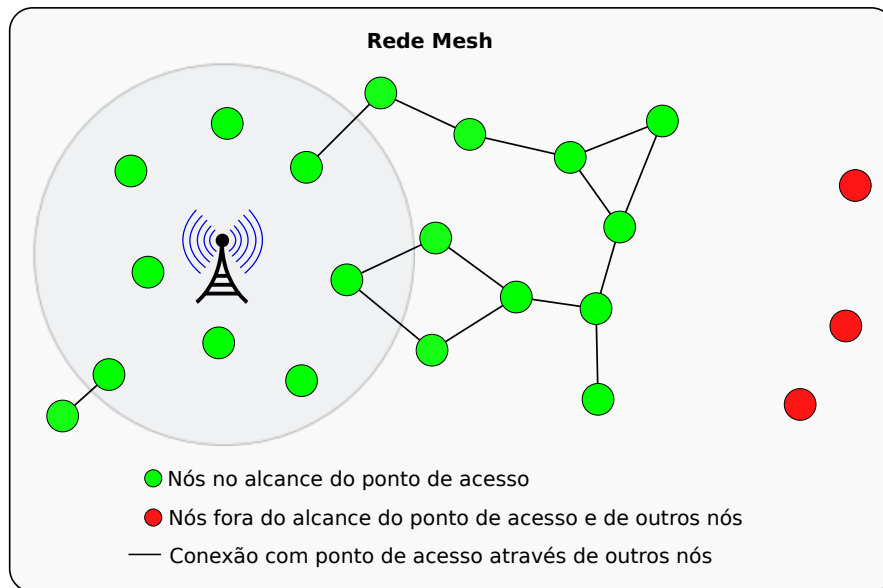 Rede Mesh
Nós no alcance do ponto de acesso
Nós fora do alcance do ponto de acesso e de outros nós
Conexão com ponto de acesso através de outros nós